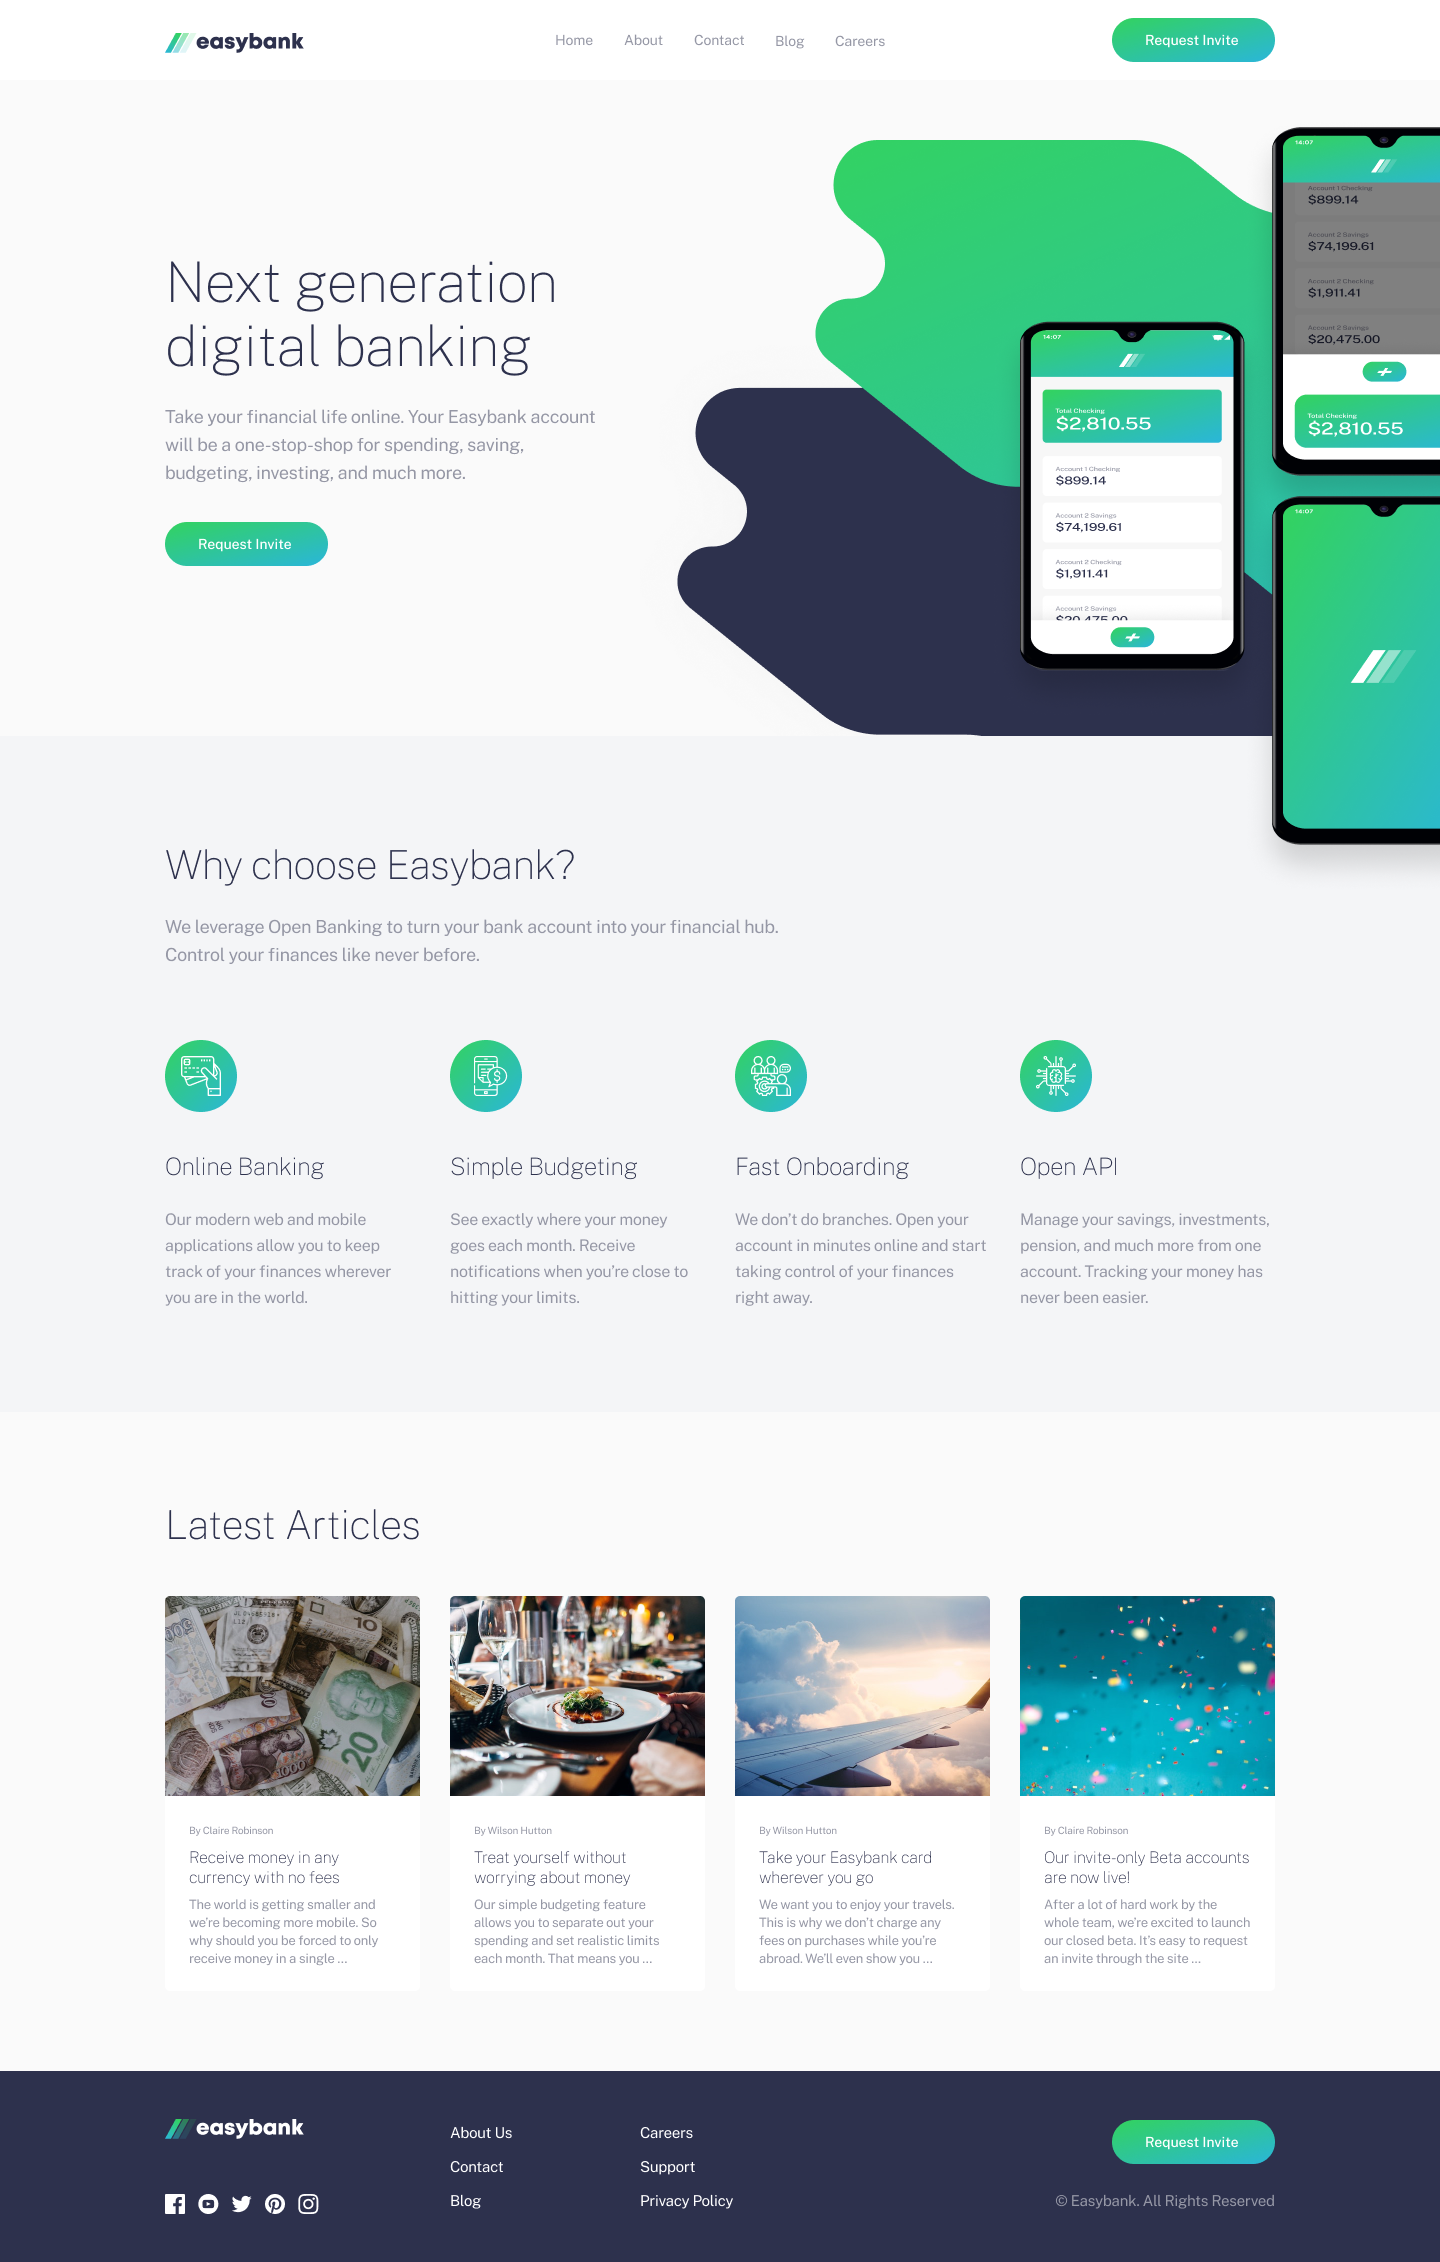 easybank
Home
About
Contact
Blog
Careers
Request Invite
Next generation
digital banking
Take your financial life online. Your Easybank account
will be a one-stop-shop for spending, saving,
budgeting, investing, and much more.
Request Invite
14:07
Total Checking
$2,810.55
Account 1 Checking
$899.14
Account 2 Savings
$74,199.61
Account 2 Checking
$1,911.41
Account 2 Savings
$20,475.00
14:07
Account 1 Checking
$899.14
Account 2 Savings
$74,199.61
Account 2 Checking
$1,911.41
Account 2 Savings
$20,475.00
Total Checking
$2,810.55
14:07
Why choose Easybank?
We leverage Open Banking to turn your bank account into your financial hub.
Control your finances like never before.
Online Banking
Our modern web and mobile
applications allow you to keep
track of your finances wherever
you are in the world.
Simple Budgeting
See exactly where your money
goes each month. Receive
notifications when you’re close to
hitting your limits.
Fast Onboarding
We don’t do branches. Open your
account in minutes online and start
taking control of your finances
right away.
Open API
Manage your savings, investments,
pension, and much more from one
account. Tracking your money has
never been easier.
Latest Articles
10
20
1000
By Claire Robinson
Receive money in any
currency with no fees
The world is getting smaller and
we’re becoming more mobile. So
why should you be forced to only
receive money in a single …
By Wilson Hutton
Treat yourself without
worrying about money
Our simple budgeting feature
allows you to separate out your
spending and set realistic limits
each month. That means you …
By Wilson Hutton
Take your Easybank card
wherever you go
We want you to enjoy your travels.
This is why we don’t charge any
fees on purchases while you’re
abroad. We’ll even show you …
By Claire Robinson
Our invite-only Beta accounts
are now live!
After a lot of hard work by the
whole team, we’re excited to launch
our closed beta. It’s easy to request
an invite through the site ...
easybank
About Us
Contact
Blog
Careers
Support
Privacy Policy
Request Invite
© Easybank. All Rights Reserved